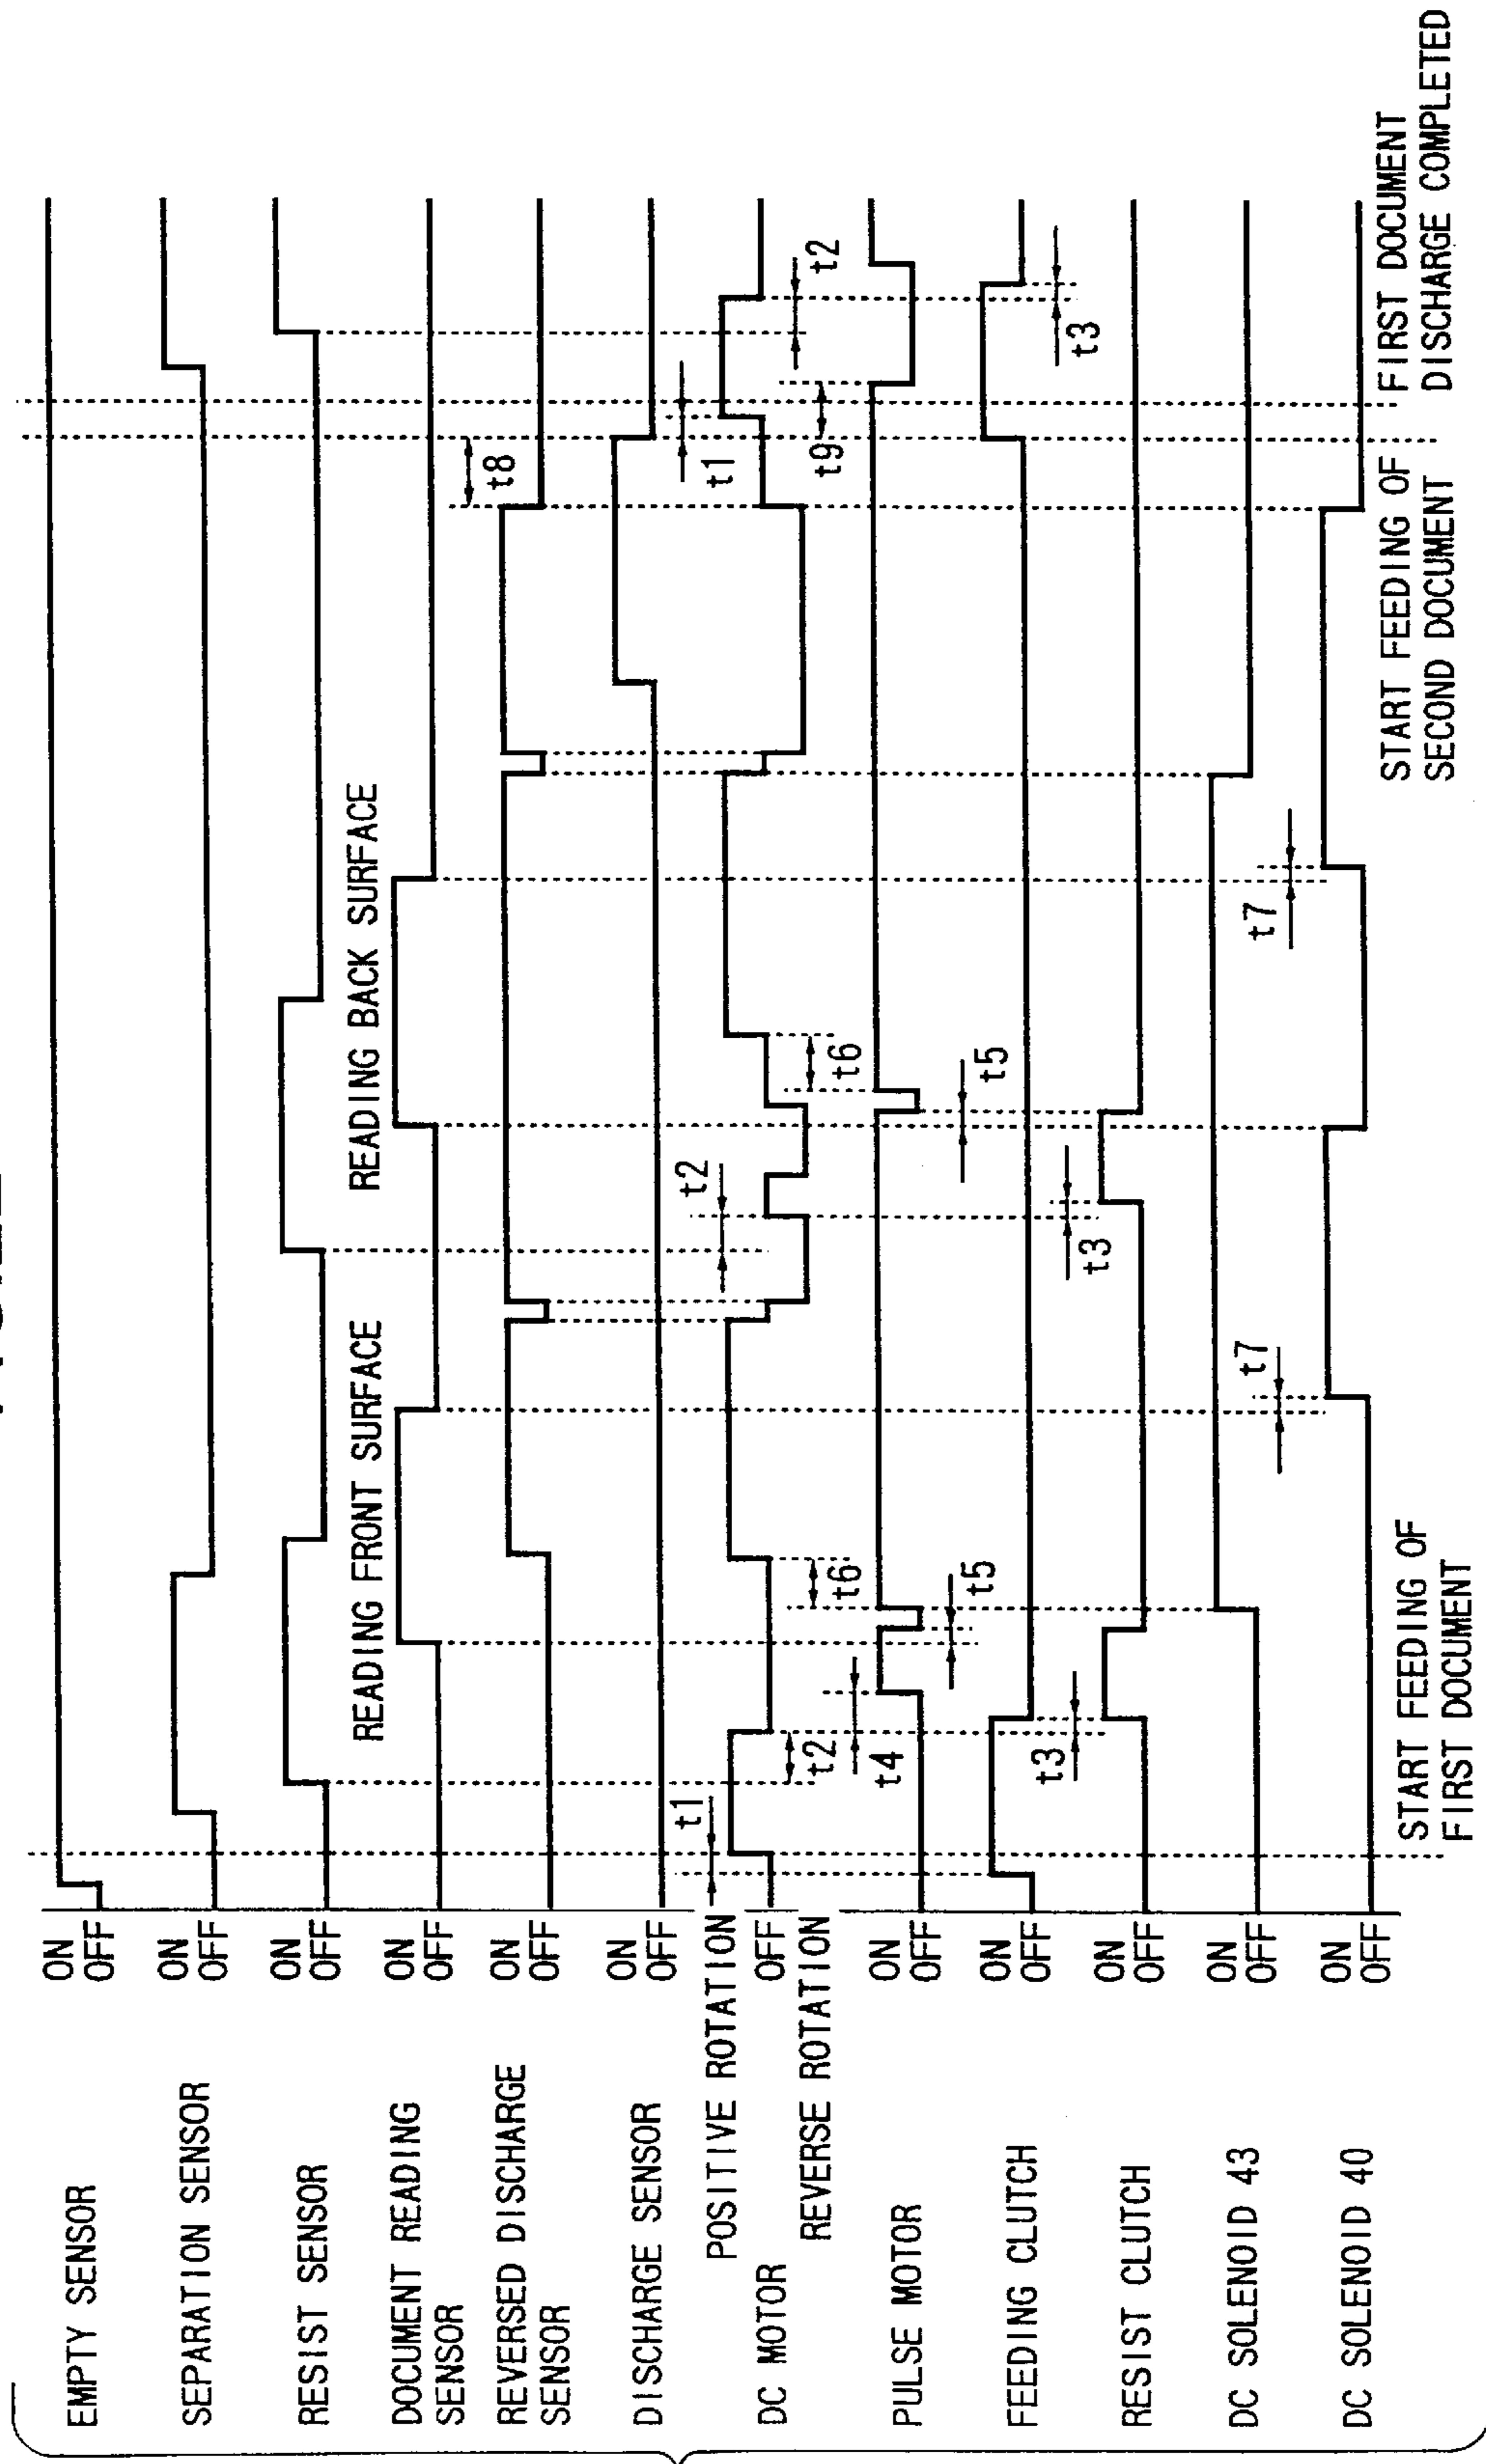 EMPTY SENSOR
ON
OFF
SEPARATION SENSOR
ON
OFF
RESIST SENSOR
ON
OFF
DOCUMENT READING
SENSOR
ON
OFF
READING FRONT SURFACE
READING BACK SURFACE
REVERSED DISCHARGE
SENSOR
ON
OFF
t8
DISCHARGE SENSOR
ON
OFF
t1
t2
t1
DC MOTOR
POSITIVE ROTATION
OFF
REVERSE ROTATION
t2
t6
t6
t9
t2
PULSE MOTOR
ON
OFF
t4
t5
t5
FEEDING CLUTCH
ON
OFF
t3
t3
t3
RESIST CLUTCH
ON
OFF
DC SOLENOID 43
ON
OFF
t7
t7
DC SOLENOID 40
ON
OFF
START FEEDING OF
FIRST DOCUMENT
START FEEDING OF
SECOND DOCUMENT
FIRST DOCUMENT
DISCHARGE COMPLETED